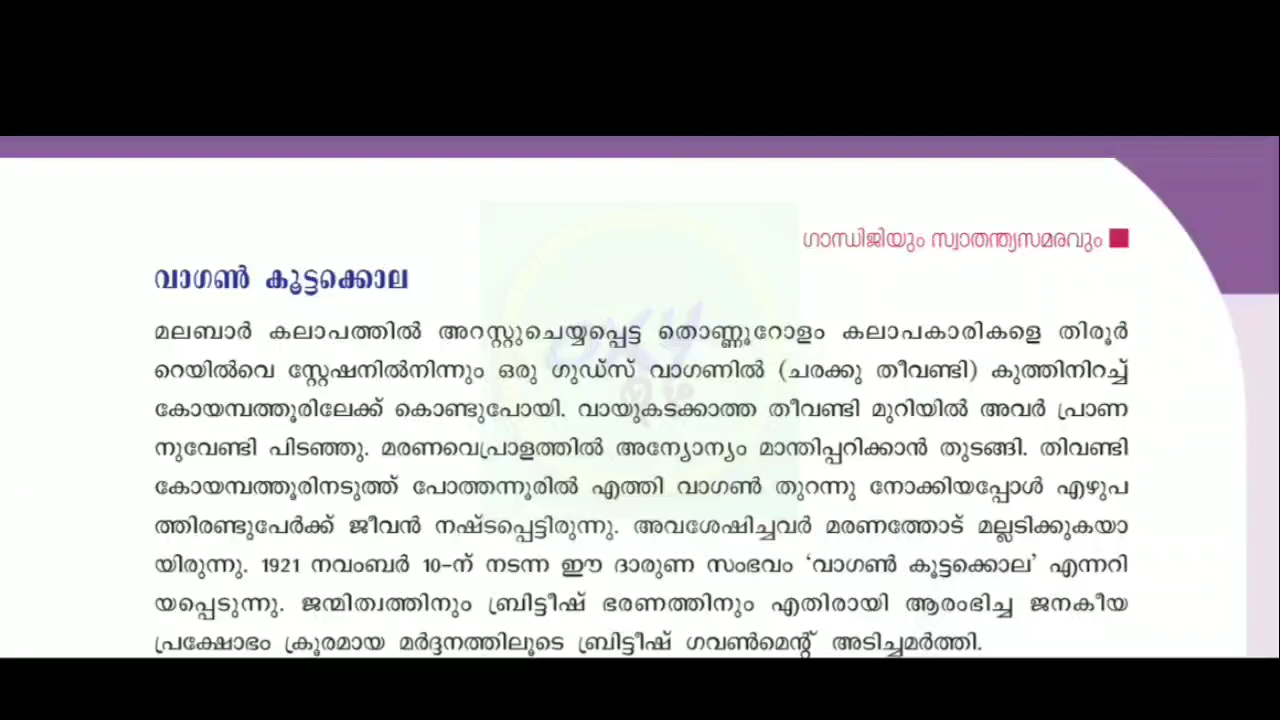 ഗാന്ധിജിയും സ്വാതന്ത്ര്യസമരവും
വാഗൺ കൂട്ടക്കൊല
മലബാർ കലാപത്തിൽ അറസ്റ്റുചെയ്യപ്പെട്ട തൊണ്ണൂറോളം കലാപകാരികളെ തിരൂർ
റെയിൽവെ സ്റ്റേഷനിൽനിന്നും ഒരു ഗുഡ്സ് വാഗണിൽ (ചരക്കു തീവണ്ടി) കുത്തിനിറച്ച്
കോയമ്പത്തൂരിലേക്ക് കൊണ്ടുപോയി. വായുകടക്കാത്ത തീവണ്ടി മുറിയിൽ അവർ പ്രാണ
നുവേണ്ടി പിടഞ്ഞു. മരണവെപ്രാളത്തിൽ അന്യോന്യം മാന്തിപ്പറിക്കാൻ തുടങ്ങി. തിവണ്ടി
കോയമ്പത്തൂരിനടുത്ത് പോത്തന്നൂരിൽ എത്തി വാഗൺ തുറന്നു നോക്കിയപ്പോൾ എഴുപ
ത്തിരണ്ടുപേർക്ക് ജീവൻ നഷ്ടപ്പെട്ടിരുന്നു. അവശേഷിച്ചവർ മരണത്തോട് മല്ലടിക്കുകയാ
യിരുന്നു. 1921 നവംബർ 10-ന് നടന്ന ഈ ദാരുണ സംഭവം ‘വാഗൺ കൂട്ടക്കൊല’ എന്നറി
യപ്പെടുന്നു. ജന്മിത്വത്തിനും ബ്രിട്ടീഷ് ഭരണത്തിനും എതിരായി ആരംഭിച്ച ജനകീയ
പ്രക്ഷോഭം ക്രൂരമായ മർദ്ദനത്തിലൂടെ ബ്രിട്ടീഷ് ഗവൺമെന്റ് അടിച്ചമർത്തി.